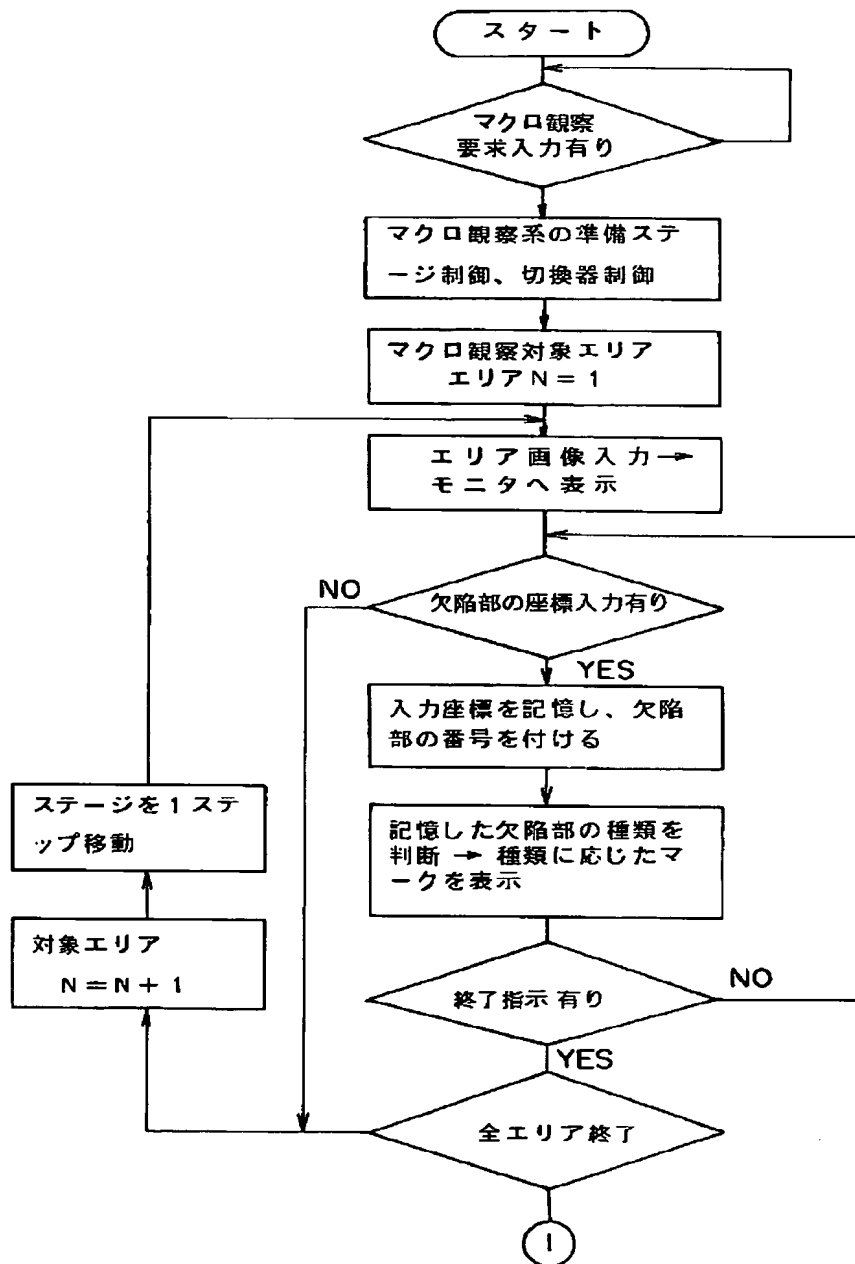 スタート
マクロ観察
要求入力有り
マクロ観察系の準備ステ
ージ制御、切換器制御
マクロ観察対象エリア
エリアN=1
エリア画像入力→
モニタへ表示
NO
欠陥部の座標入力有り
YES
入力座標を記憶し、欠陥
部の番号を付ける
ステージを1ステ
ップ移動
記憶した欠陥部の種類を
判断→種類に応じたマ
ークを表示
対象エリア
N=N+1
終了指示有り
NO
YES
全エリア終了
1